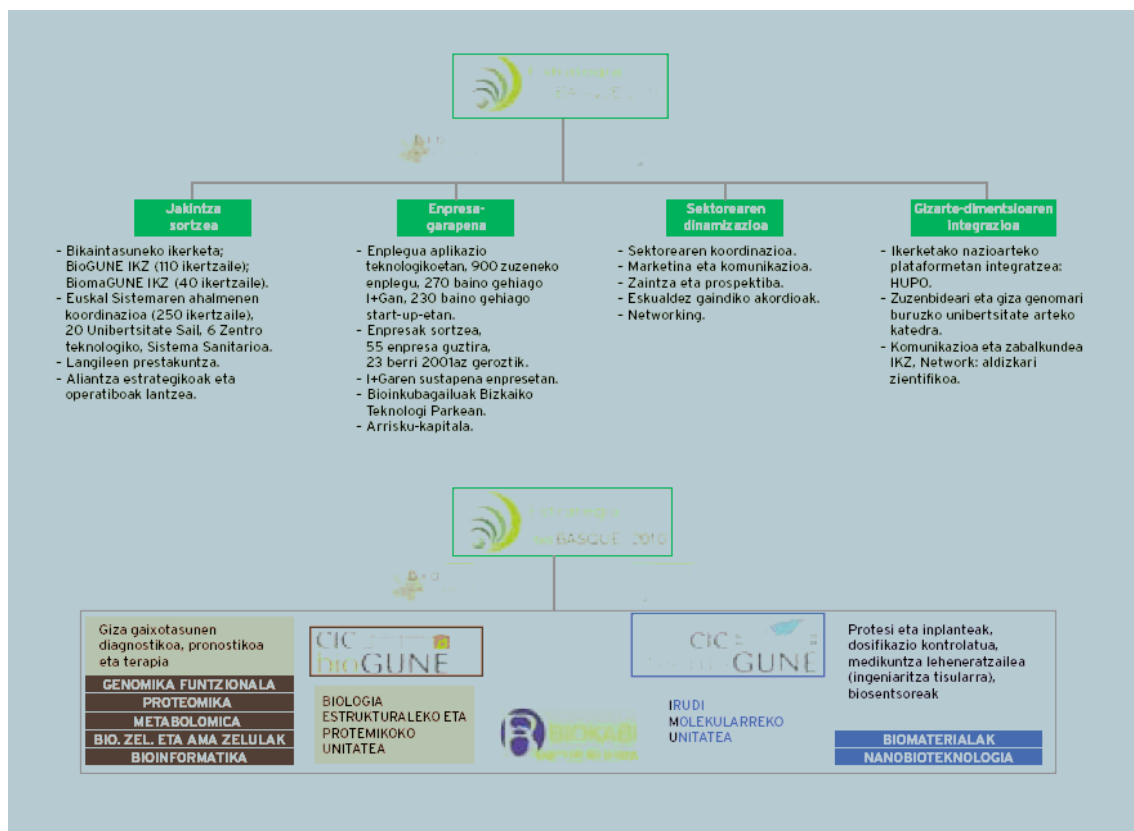 Jakintza
sortzea
- Bikaintasuneko ikerketa;
BioGUNE IKZ (110 ikertzaile);
BiomaGUNE IKZ (40 ikertzaile).
- Euskal Sistemaren ahalmenen
koordinazioa (250 ikertzaile),
20 Unibertsitate Sail, 6 Zentro
teknologiko, Sistema Sanitarioa.
- Langileen prestakuntza.
- Aliantza estrategikoak eta
operatiboak lantzea.
Enpresa-
garapena
- Enplegua aplikazio
teknologikoetan, 900 zuzeneko
enplegu, 270 baino gehiago
I+Gan, 230 baino gehiago
start-up-etan.
- Enpresak sortzea,
55 enpresa guztira,
23 berri 2001az geroztik.
- I+Garen sustapena enpresetan.
- Bioinkubagailuak Bizkaiko
Teknologi Parkean.
- Arrisku-kapitala.
Sektorearen
dinamizazioa
- Sektorearen koordinazioa.
- Marketina eta komunikazioa.
- Zaintza eta prospektiba.
- Eskualdez gaindiko akordioak.
- Networking.
Gizarte-dimentsioaren
integrazioa
- Ikerketako nazioarteko
plataformetan integratzea:
HUPO.
- Zuzenbideari eta giza genomari
buruzko unibertsitate arteko
katedra.
- Komunikazioa eta zabalkundea
IKZ, Network: aldizkari
zientifikoa.
BASQUE 2010
Giza gaixotasunen
diagnostikoa, pronostikoa
eta terapia
GENOMIKA FUNTZIONALA
PROTEOMIKA
METABOLOMICA
BIO. ZEL. ETA AMA ZELULAK
BIOINFORMATIKA
CIC
bioGUNE
BIOLOGIA
ESTRUKTURALEKO ETA
PROTEMIKOKO
UNITATEA
BIOKABI
CIC
GUNE
IRUDI
MOLEKULARREKO
UNITATEA
Protesi eta inplanteak,
dosifikazio kontrolatua,
medikuntza leheneratzailea
(ingeniaritza tisularra),
biosentsoreak
BIOMATERIALAK
NANOBIOTEKNOLOGIA